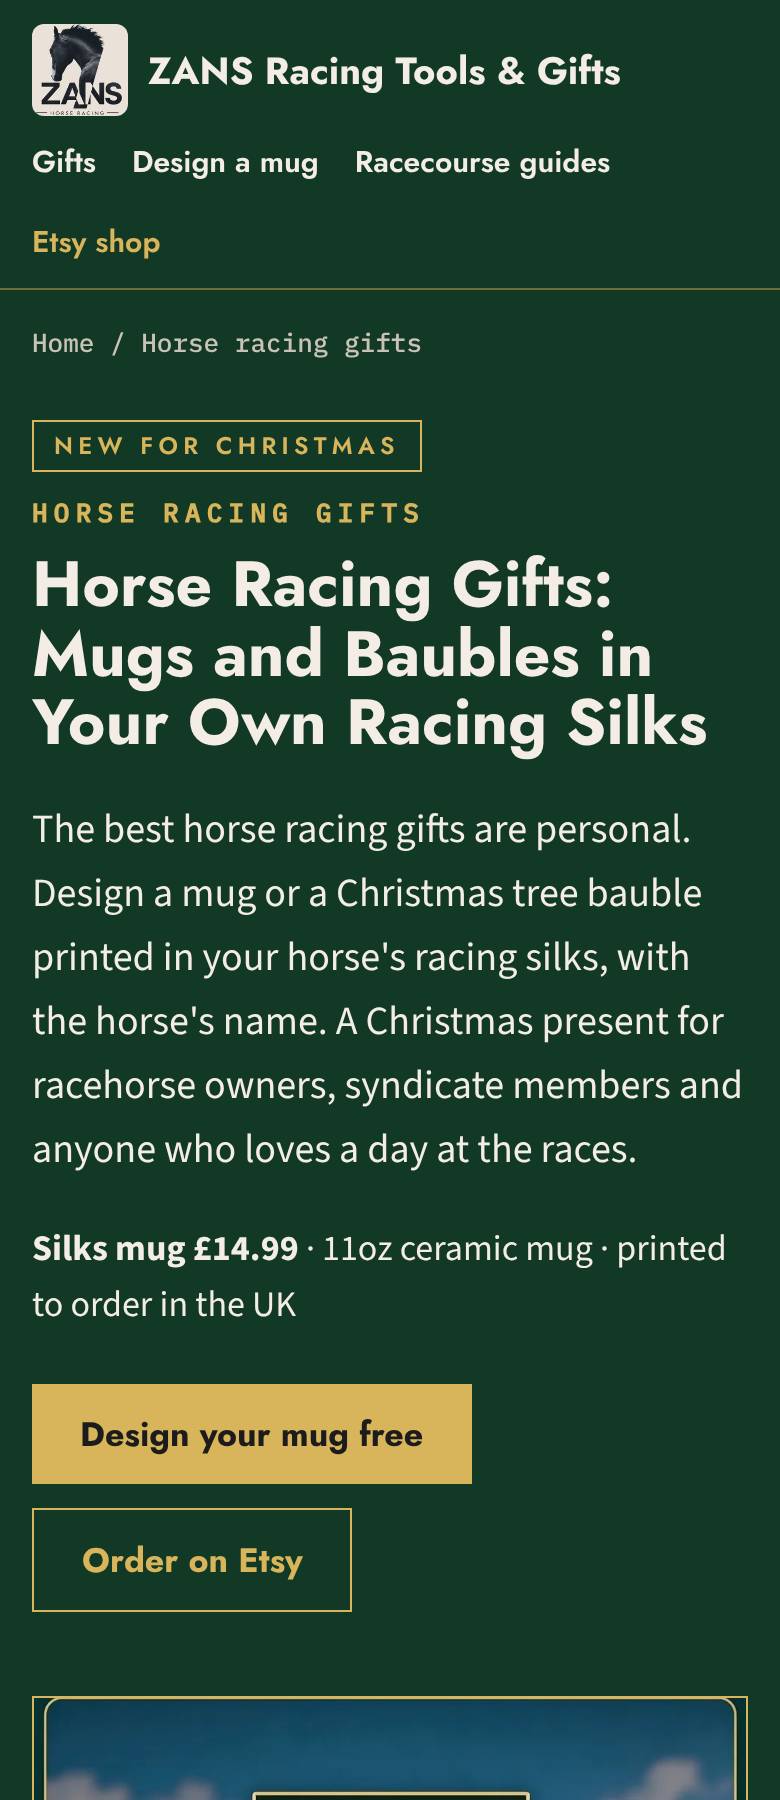 ZANS
HORSE RACING
ZANS Racing Tools & Gifts
Gifts Design a mug Racecourse guides
Etsy shop
Home / Horse racing gifts
NEW FOR CHRISTMAS
HORSE RACING GIFTS
Horse Racing Gifts:
Mugs and Baubles in
Your Own Racing Silks
The best horse racing gifts are personal.
Design a mug or a Christmas tree bauble
printed in your horse's racing silks, with
the horse's name. A Christmas present for
racehorse owners, syndicate members and
anyone who loves a day at the races.
Silks mug £14.99 · 11oz ceramic mug · printed
to order in the UK
Design your mug free
Order on Etsy